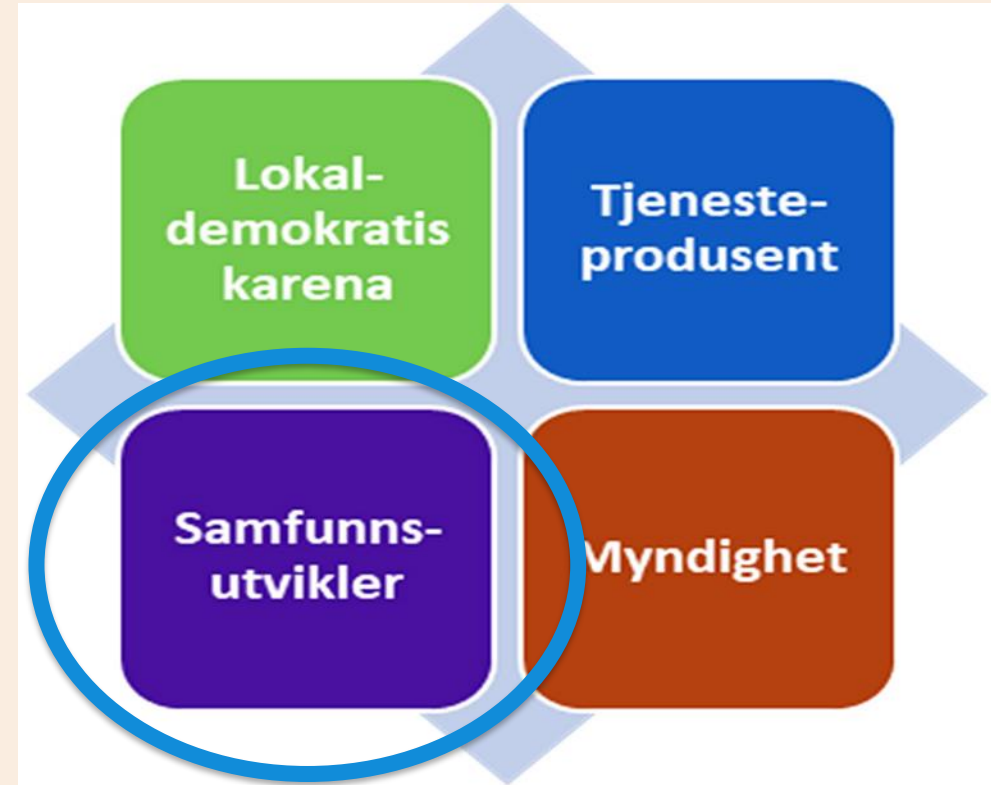 Lokal-
demokratis
karena
Tjeneste-
produsent
Samfunns-
utvikler
Myndighet